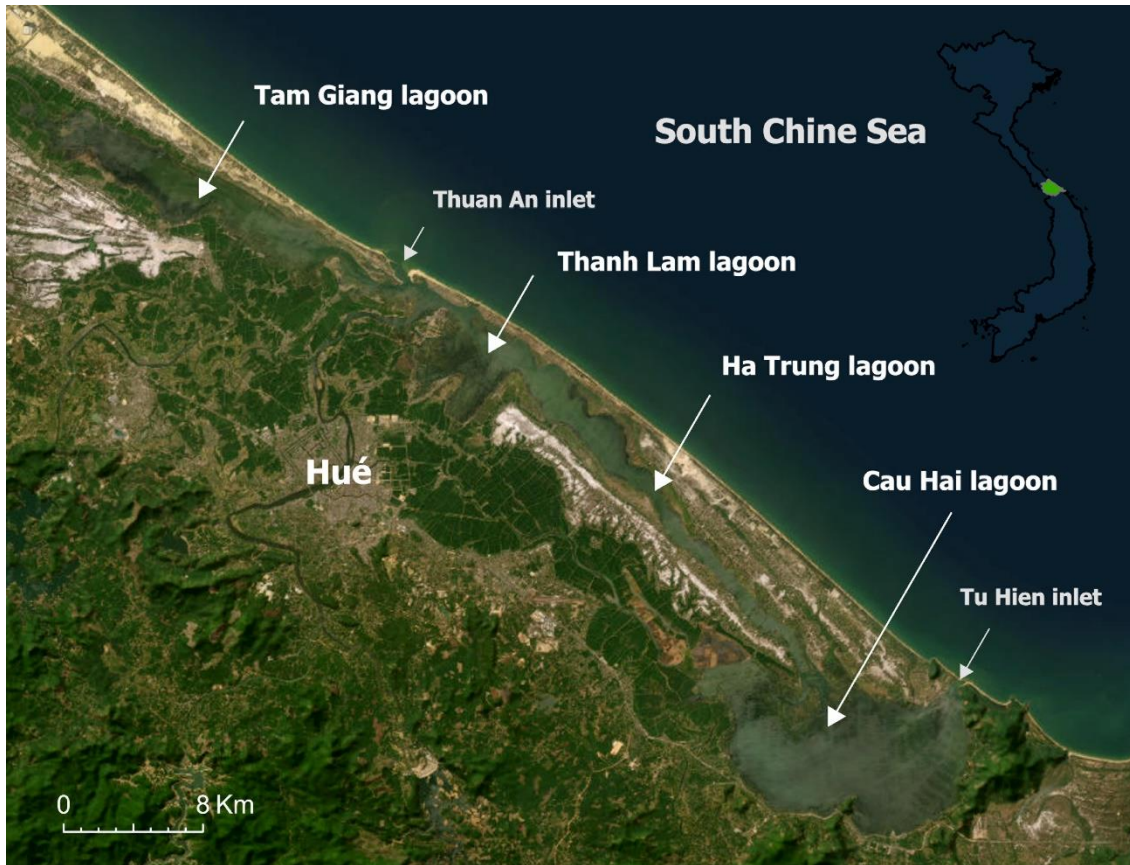 Tam Giang lagoon
South Chine Sea
Thuan An inlet
Thanh Lam lagoon
Ha Trung lagoon
Hué
Cau Hai lagoon
Tu Hien inlet
0 8 Km